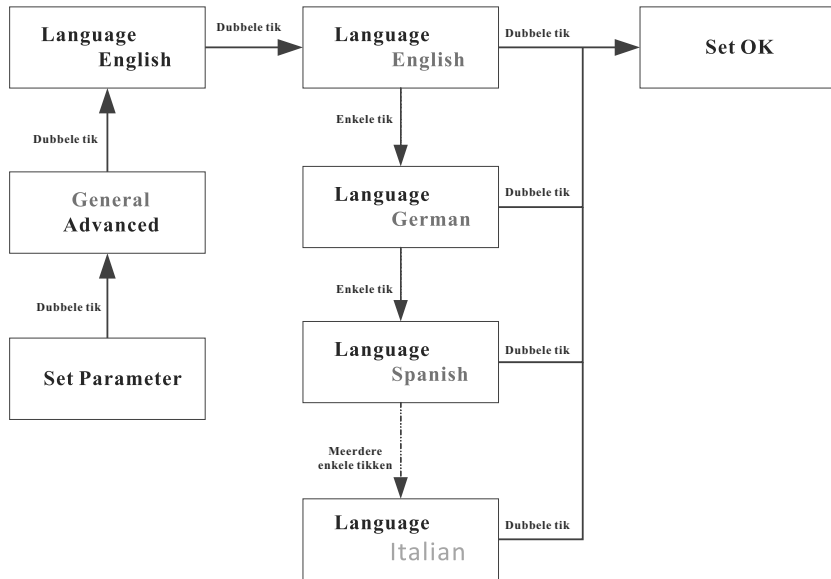 Language
English
Dubbele tik
Language
English
Dubbele tik
Set OK
Dubbele tik
Enkele tik
General
Advanced
Language
German
Dubbele tik
Dubbele tik
Enkele tik
Set Parameter
Language
Spanish
Dubbele tik
Meerdere
enkele tikken
Language
Italian
Dubbele tik